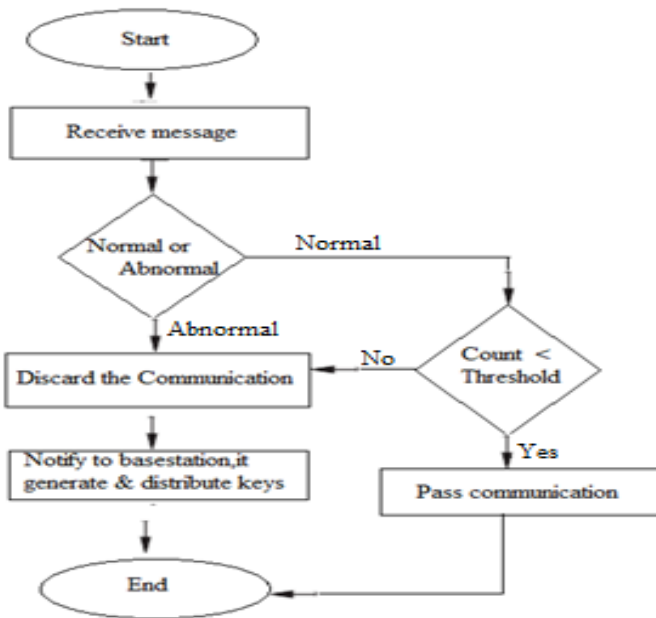 Start
Receive message
Normal or
Abnormal
Normal
Abnormal
Count <
Threshold
No
Discard the Communication
Yes
Notify to basestation,it
generate & distribute keys
Pass communication
End